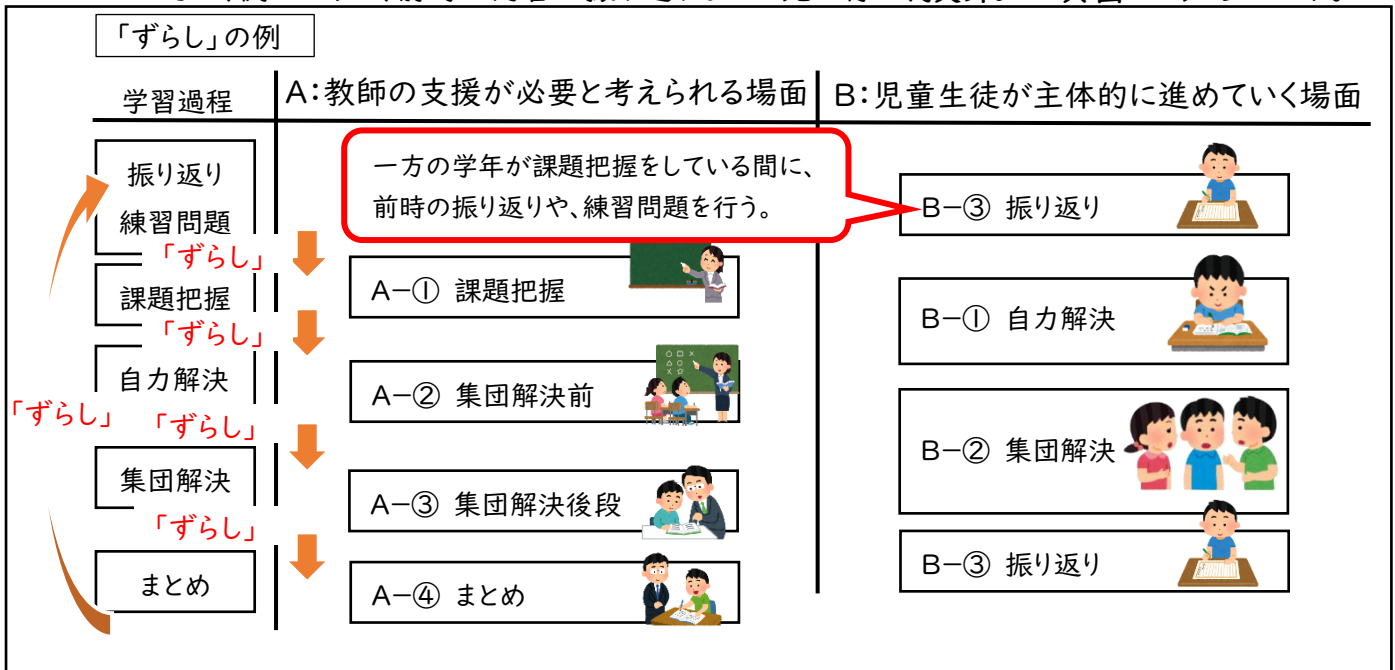 「ずらし」の例
学習過程
A:教師の支援が必要と考えられる場面
B:児童生徒が主体的に進めていく場面
振り返り
練習問題
「ずらし」
課題把握
「ずらし」
自力解決
「ずらし」
「ずらし」
集団解決
「ずらし」
まとめ
一方の学年が課題把握をしている間に、
前時の振り返りや、練習問題を行う。
A-① 課題把握
A-② 集団解決前
A-③ 集団解決後段
A-④ まとめ
B-③ 振り返り
B-① 自力解決
B-② 集団解決
B-③ 振り返り